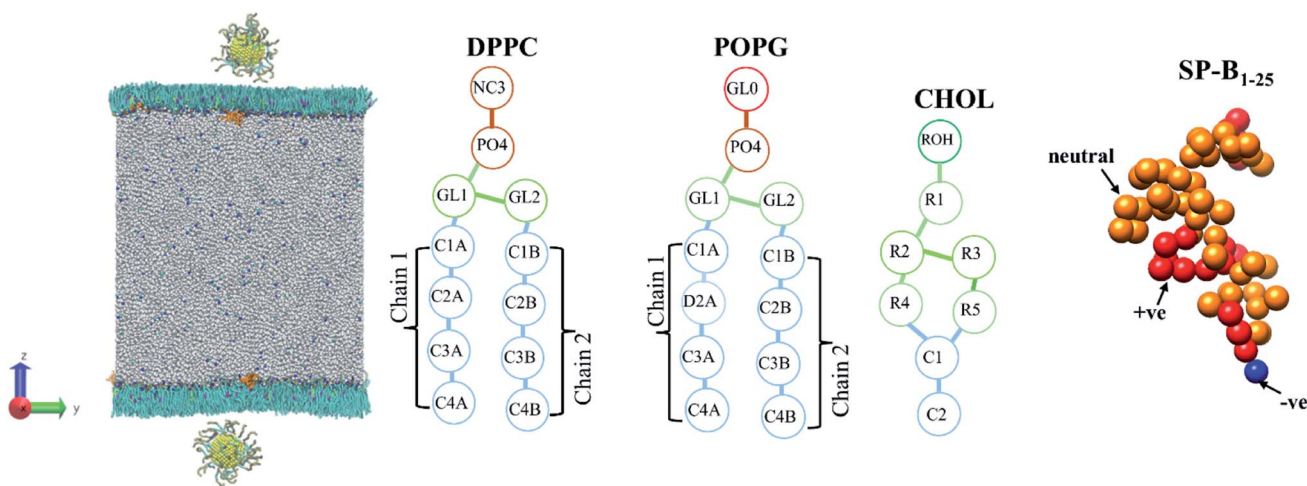 z
x
y
DPPC
NC3
PO4
GL1
GL2
C1A
C1B
C2A
C2B
C3A
C3B
C4A
C4B
Chain 1
Chain 2
POPG
GL0
PO4
GL1
GL2
C1A
C1B
D2A
C2B
C3A
C3B
C4A
C4B
Chain 1
Chain 2
CHOL
ROH
R1
R2
R3
R4
R5
C1
C2
SP-B1-25
neutral
+ve
-ve